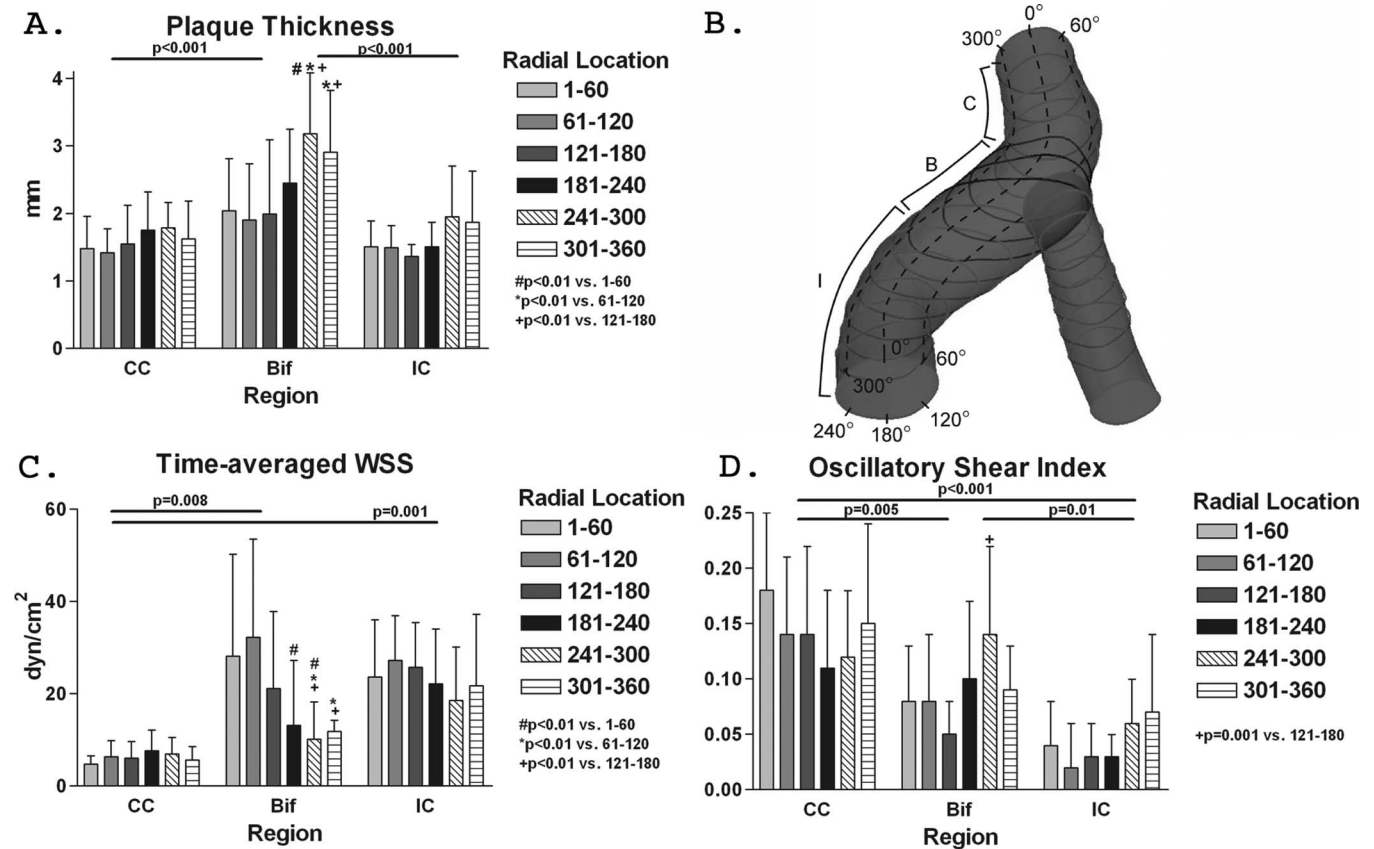 A.
Plaque Thickness
p<0.001
p<0.001
# * +
* +
4
3
2
1
0
mm
CC
Bif
IC
Region
Radial Location
1-60
61-120
121-180
181-240
241-300
301-360
#p<0.01 vs. 1-60
*p<0.01 vs. 61-120
+p<0.01 vs. 121-180
B.
0°
60°
300°
C
B
I
0°
60°
300°
120°
240°
180°
C.
Time-averaged WSS
p=0.008
p=0.001
60
40
20
0
dyn/cm²
#
#
*
+
*
+
CC
Bif
IC
Region
Radial Location
1-60
61-120
121-180
181-240
241-300
301-360
#p<0.01 vs. 1-60
*p<0.01 vs. 61-120
+p<0.01 vs. 121-180
D.
Oscillatory Shear Index
p<0.001
p=0.005
p=0.01
+
0.25
0.20
0.15
0.10
0.05
0.00
CC
Bif
IC
Region
Radial Location
1-60
61-120
121-180
181-240
241-300
301-360
+p=0.001 vs. 121-180